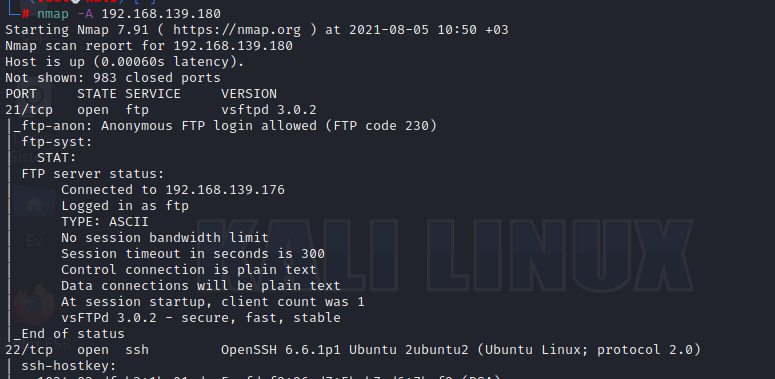 # nmap -A 192.168.139.180
Starting Nmap 7.91 ( https://nmap.org ) at 2021-08-05 10:50 +03
Nmap scan report for 192.168.139.180
Host is up (0.00060s latency).
Not shown: 983 closed ports
PORT     STATE SERVICE     VERSION
21/tcp   open  ftp         vsftpd 3.0.2
|_ftp-anon: Anonymous FTP login allowed (FTP code 230)
| ftp-syst:
|   STAT:
| FTP server status:
|      Connected to 192.168.139.176
|      Logged in as ftp
|      TYPE: ASCII
|      No session bandwidth limit
|      Session timeout in seconds is 300
|      Control connection is plain text
|      Data connections will be plain text
|      At session startup, client count was 1
|      vsFTPd 3.0.2 - secure, fast, stable
|_End of status
22/tcp   open  ssh         OpenSSH 6.6.1p1 Ubuntu 2ubuntu2 (Ubuntu Linux; protocol 2.0)
| ssh-hostkey:
KALI LINUX
Ev